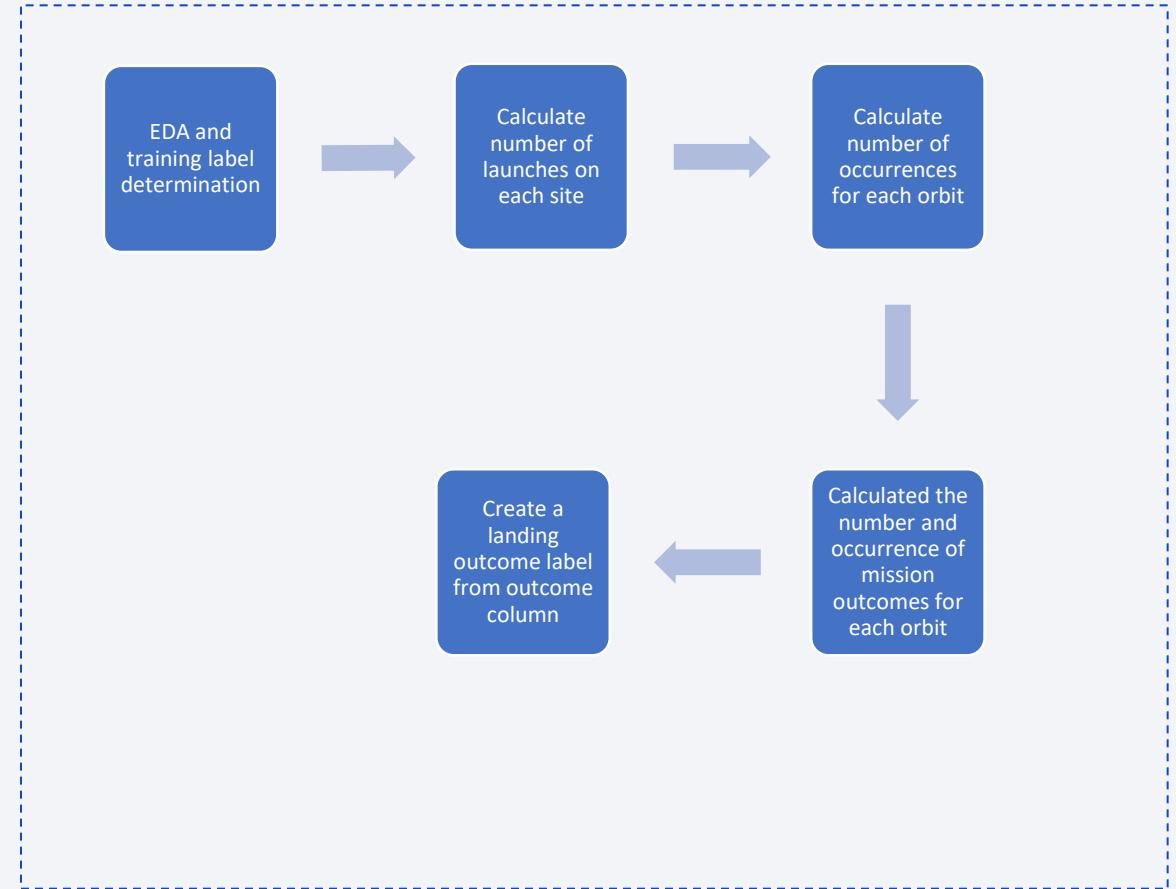 EDA and
training label
determination
Calculate
number of
launches on
each site
Calculate
number of
occurrences
for each orbit
Calculated the
number and
occurrence of
mission
outcomes for
each orbit
Create a
landing
outcome label
from outcome
column